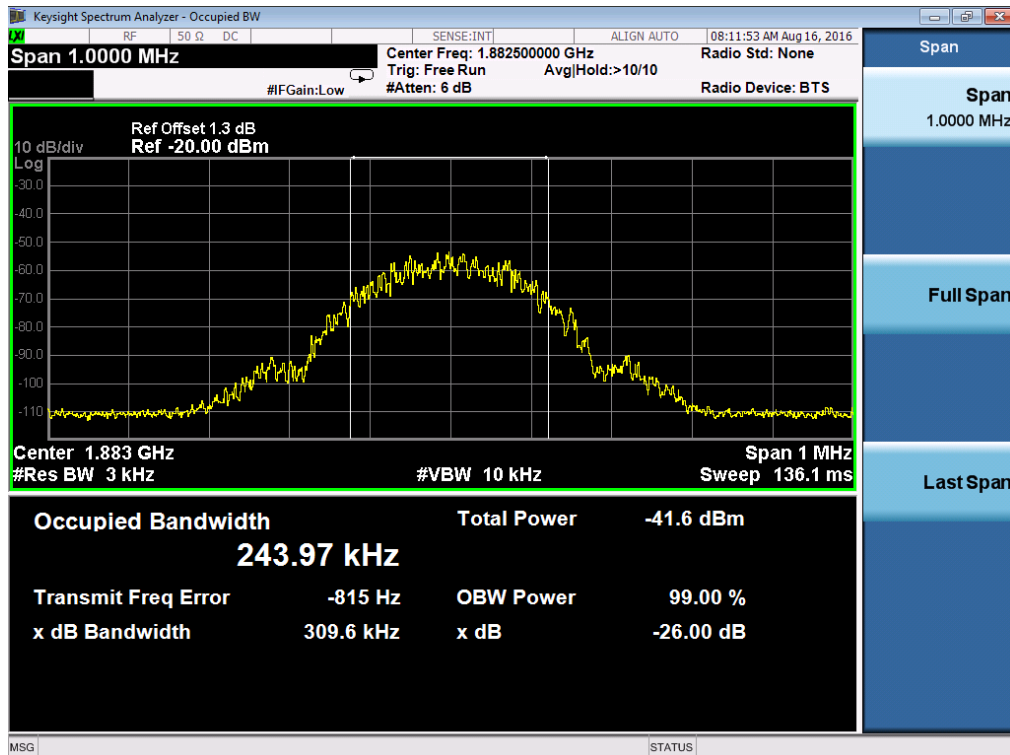 Keysight Spectrum Analyzer - Occupied BW
LXI RF 50 Ω DC SENSE:INT ALIGN AUTO 08:11:53 AM Aug 16, 2016
Span 1.0000 MHz
Center Freq: 1.882500000 GHz
Radio Std: None
Trig: Free Run Avg|Hold:>10/10
#IFGain:Low #Atten: 6 dB
Radio Device: BTS
Span
Span
1.0000 MHz
Full Span
Last Span
Ref Offset 1.3 dB
10 dB/div Ref -20.00 dBm
Log
-30.0
-40.0
-50.0
-60.0
-70.0
-80.0
-90.0
-100
-110
Center 1.883 GHz Span 1 MHz
#Res BW 3 kHz #VBW 10 kHz Sweep 136.1 ms
Occupied Bandwidth Total Power -41.6 dBm
243.97 kHz
Transmit Freq Error -815 Hz OBW Power 99.00 %
x dB Bandwidth 309.6 kHz x dB -26.00 dB
MSG STATUS